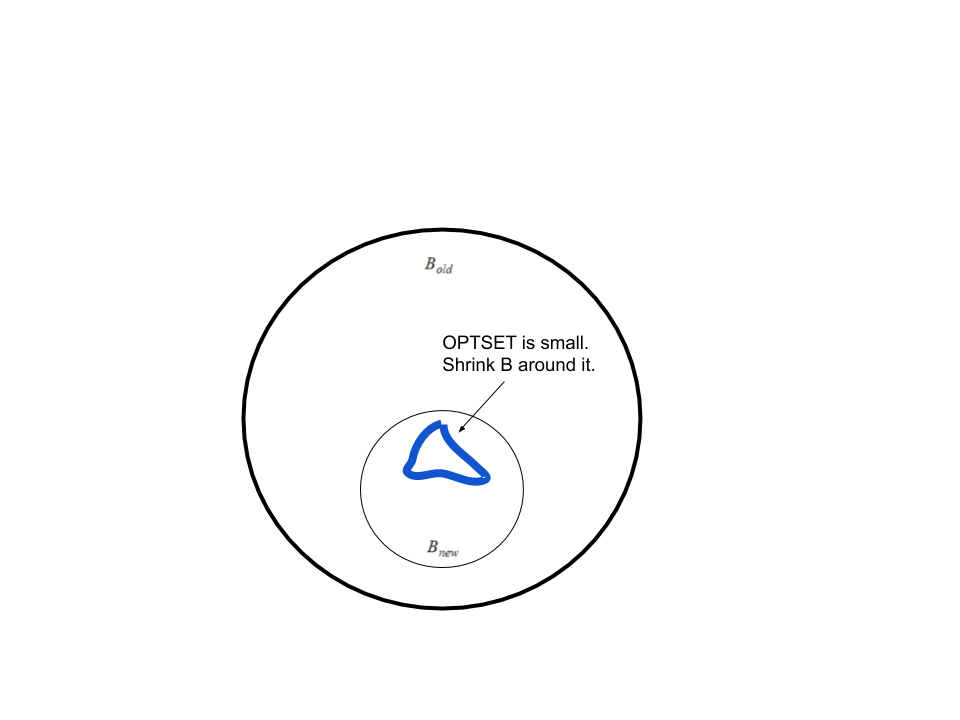 B_old
OPTSET is small.
Shrink B around it.
B_new